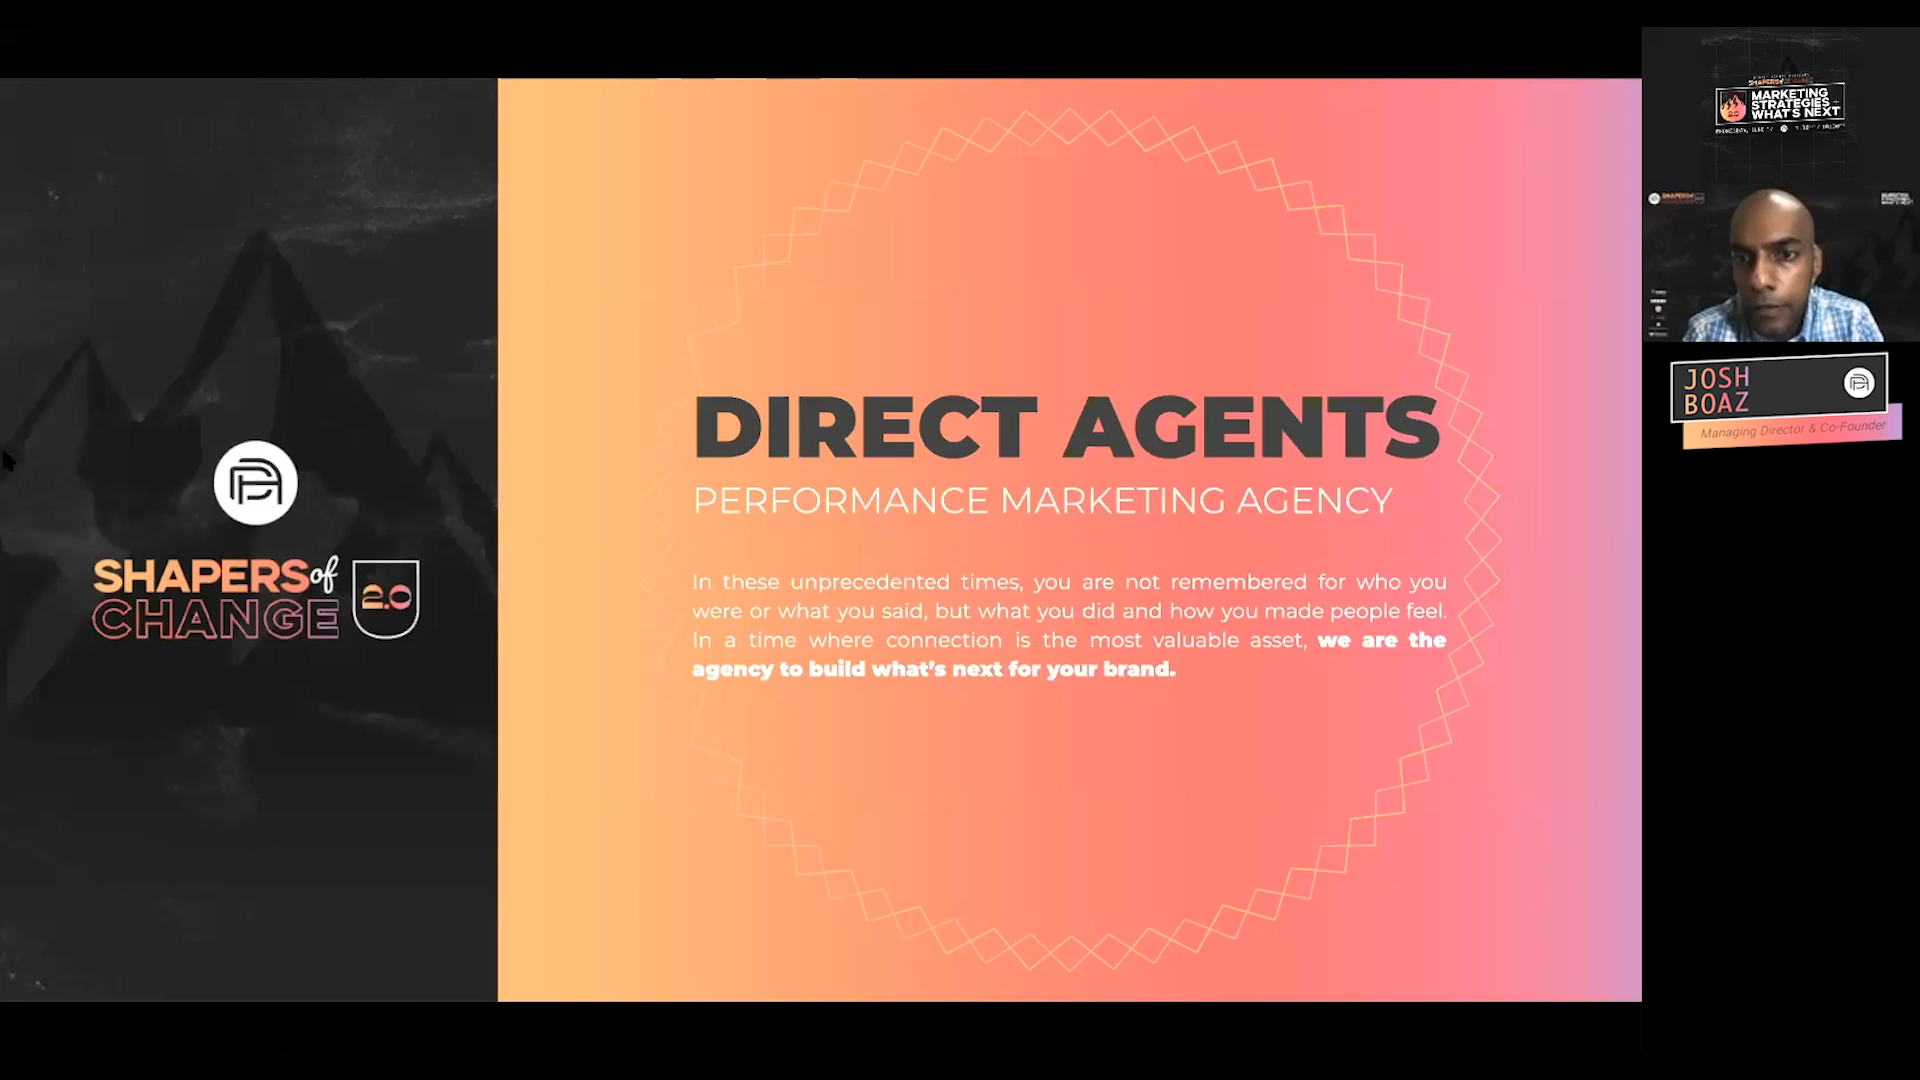 SHAPERS of
CHANGE
2.0
DIRECT AGENTS
PERFORMANCE MARKETING AGENCY
In these unprecedented times, you are not remembered for who you
were or what you said, but what you did and how you made people feel.
In a time where connection is the most valuable asset, we are the
agency to build what's next for your brand.
MARKETING
STRATEGIES
WHAT'S NEXT
JOSH
BOAZ
Managing Director & Co-Founder